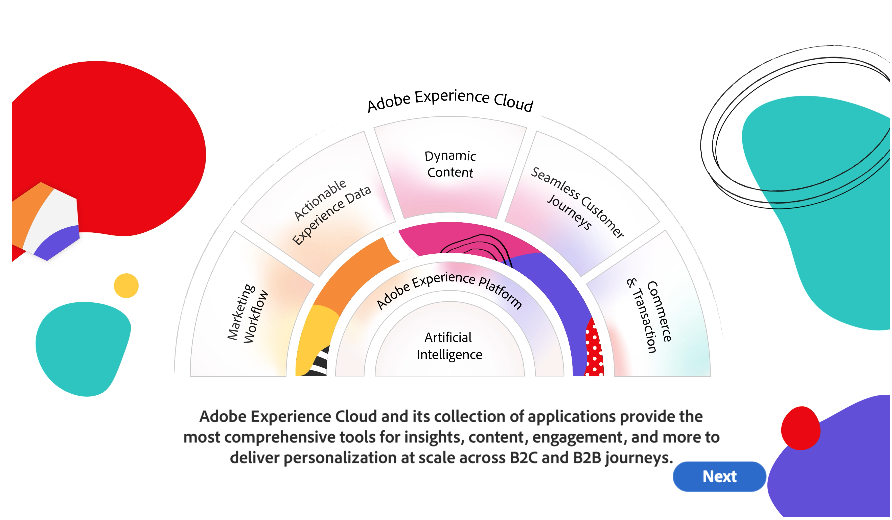 Adobe Experience Cloud
Marketing
Workflow
Actionable
Experience Data
Dynamic
Content
Seamless Customer
Journeys
Commerce
& Transaction
Adobe Experience Platform
Artificial
Intelligence
Adobe Experience Cloud and its collection of applications provide the
most comprehensive tools for insights, content, engagement, and more to
deliver personalization at scale across B2C and B2B journeys.
Next